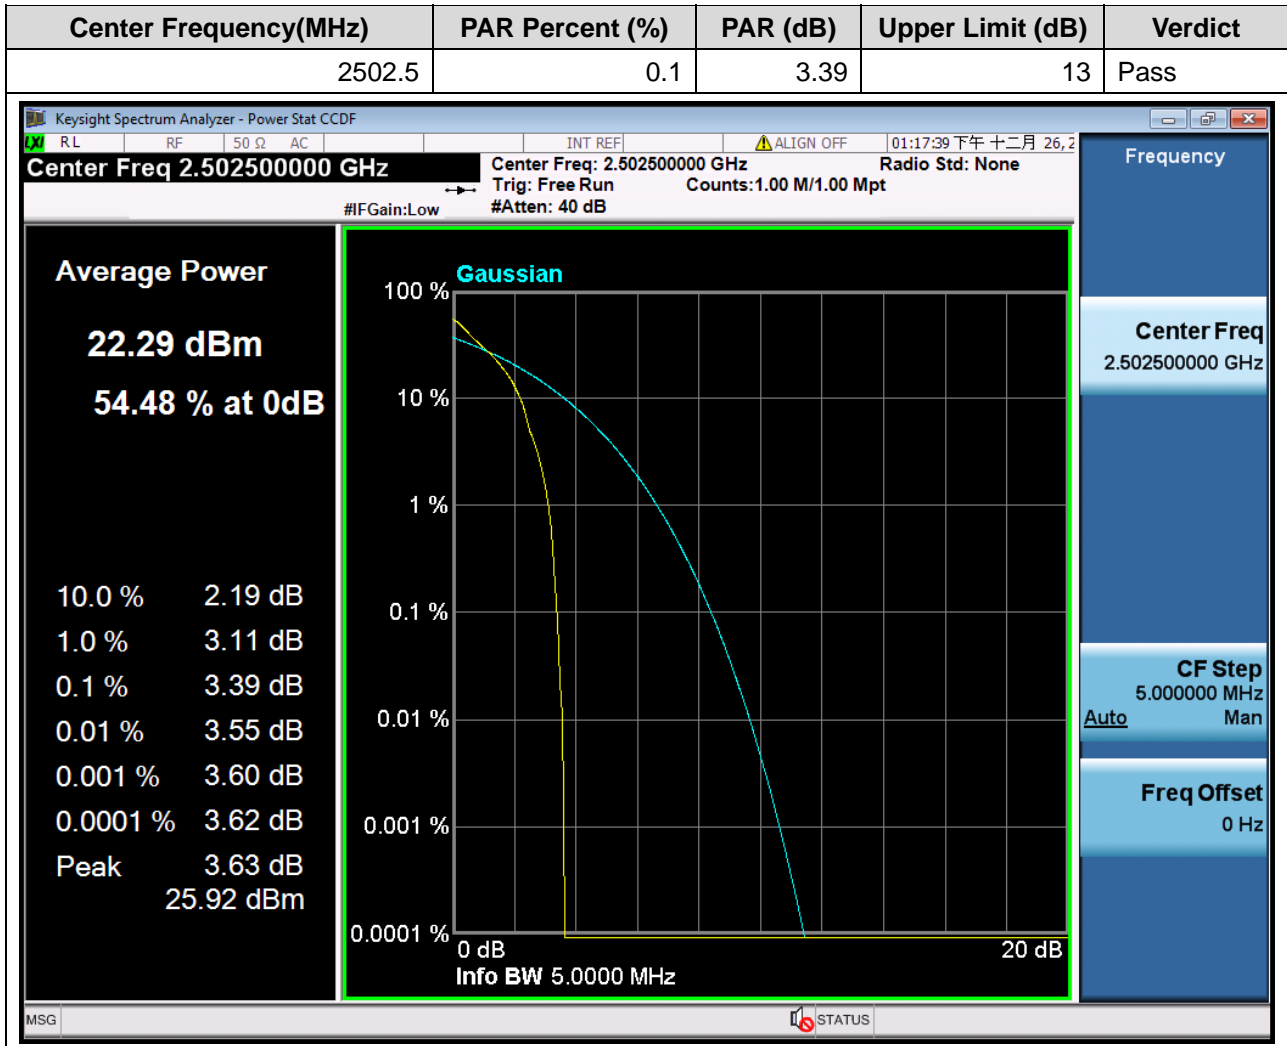 Center Frequency(MHz) PAR Percent (%) PAR (dB) Upper Limit (dB) Verdict
2502.5 0.1 3.39 13 Pass
Keysight Spectrum Analyzer - Power Stat CCDF
LXI RL RF 50 Ω AC INT REF ALIGN OFF 01:17:39 下午 十二月 26, 2
Center Freq 2.502500000 GHz
Center Freq: 2.502500000 GHz Radio Std: None
Trig: Free Run Counts:1.00 M/1.00 Mpt
#IFGain:Low #Atten: 40 dB
Average Power
22.29 dBm
54.48 % at 0dB
10.0 % 2.19 dB
1.0 % 3.11 dB
0.1 % 3.39 dB
0.01 % 3.55 dB
0.001 % 3.60 dB
0.0001 % 3.62 dB
Peak 3.63 dB
25.92 dBm
Gaussian
100 %
10 %
1 %
0.1 %
0.01 %
0.001 %
0.0001 %
0 dB 20 dB
Info BW 5.0000 MHz
Frequency
Center Freq
2.502500000 GHz
CF Step
5.000000 MHz
Auto Man
Freq Offset
0 Hz
MSG STATUS